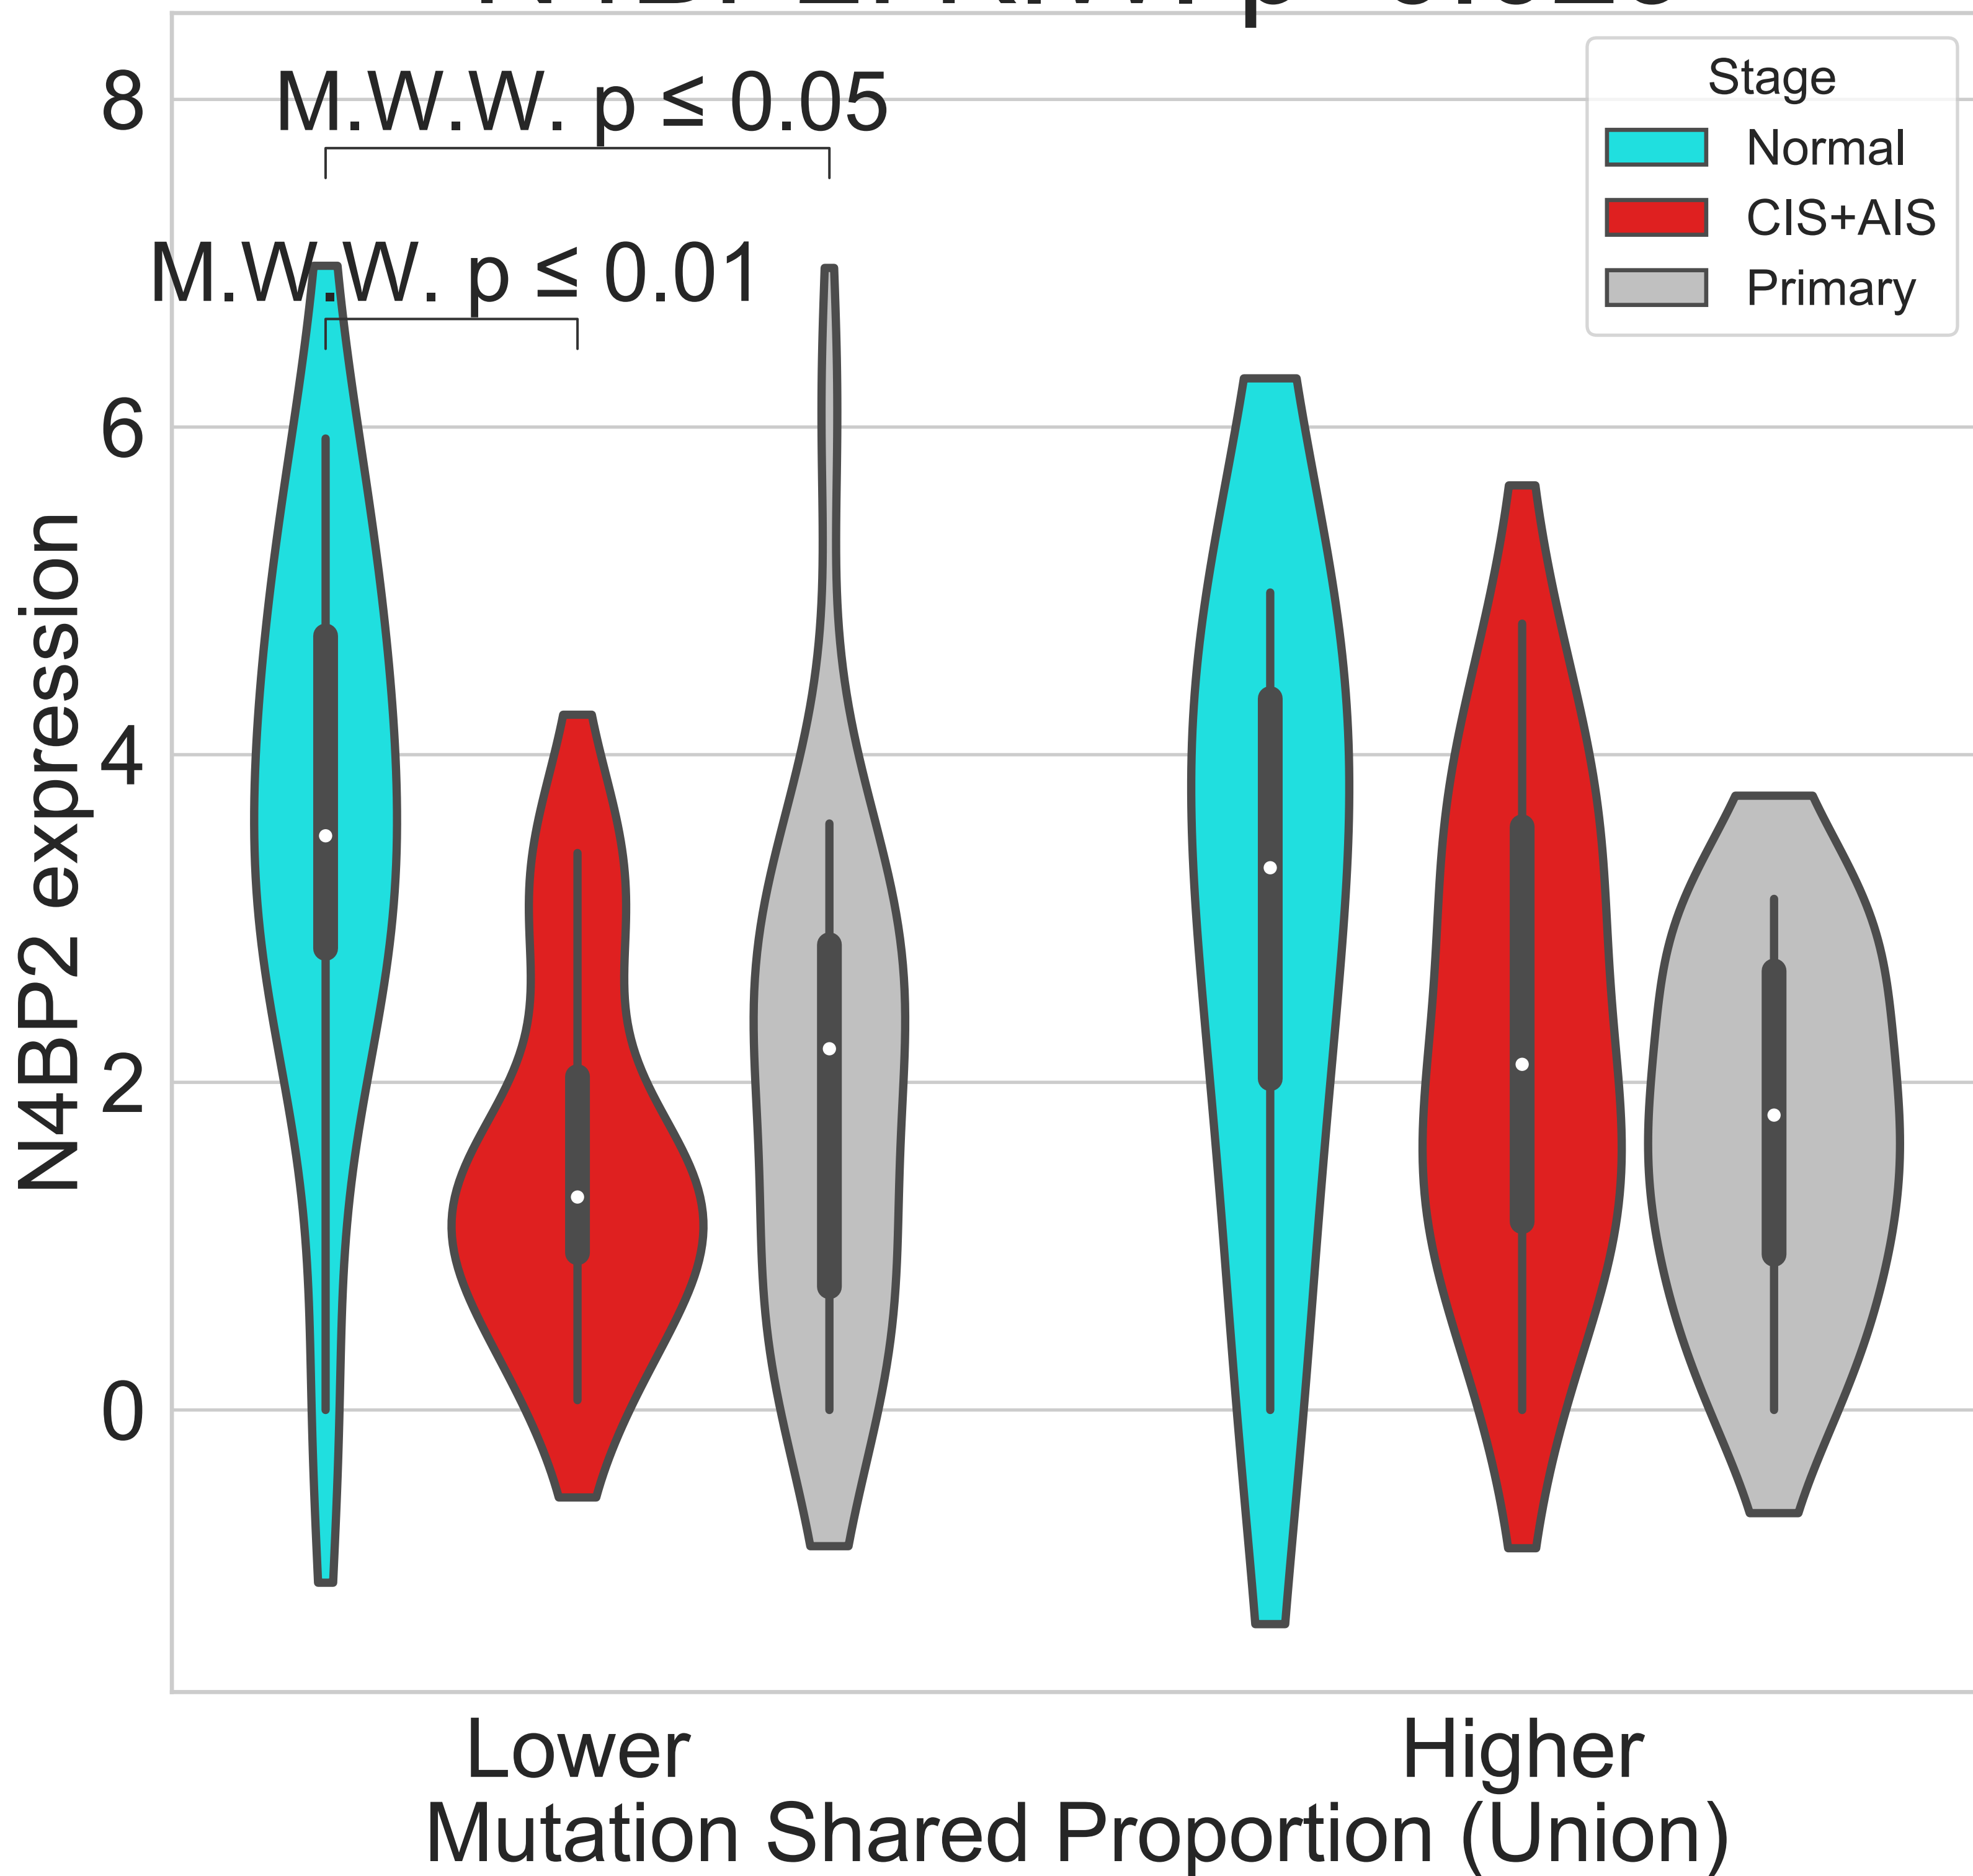 8
M.W.W. p ≤ 0.05
Stage
Normal
CIS+AIS
Primary
M.W.W. p ≤ 0.01
6
4
2
0
N4BP2 expression
Lower
Higher
Mutation Shared Proportion (Union)